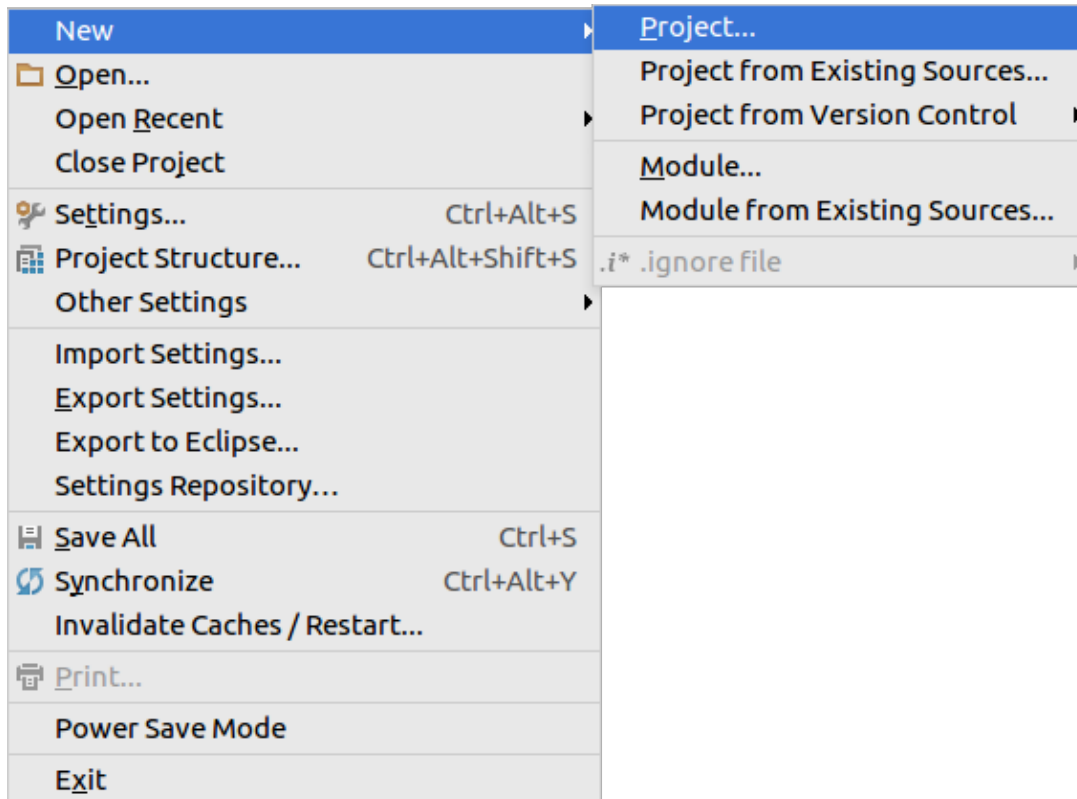 New
Open...
Open Recent
Close Project
Settings... Ctrl+Alt+S
Project Structure... Ctrl+Alt+Shift+S
Other Settings
Import Settings...
Export Settings...
Export to Eclipse...
Settings Repository...
Save All Ctrl+S
Synchronize Ctrl+Alt+Y
Invalidate Caches / Restart...
Print...
Power Save Mode
Exit
Project...
Project from Existing Sources...
Project from Version Control
Module...
Module from Existing Sources...
.i* .ignore file